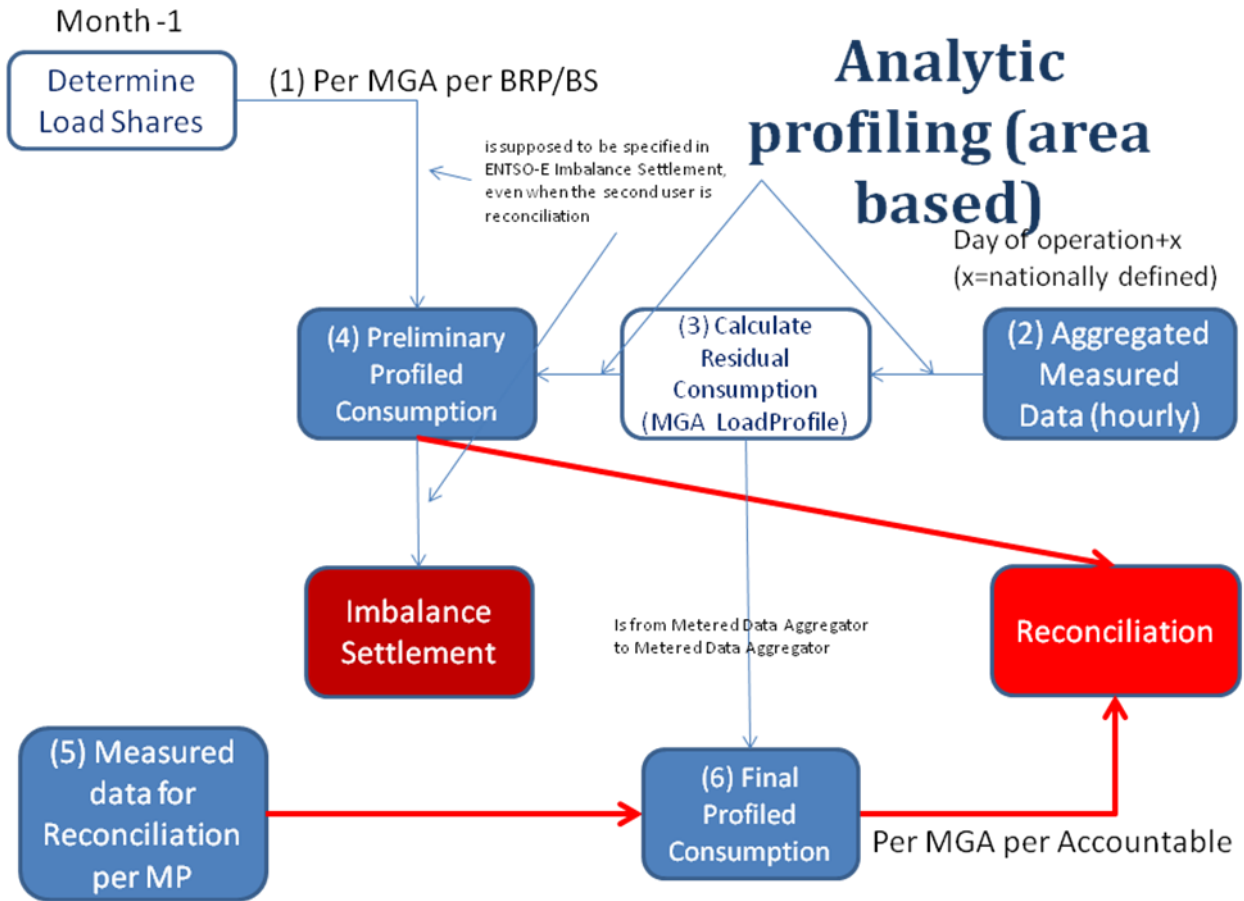 Month -1
Determine
Load Shares
(1) Per MGA per BRP/BS
Analytic
profiling (area
based)
is supposed to be specified in
ENTSO-E Imbalance Settlement,
even when the second user is
reconciliation
Day of operation+x
(x=nationally defined)
(4) Preliminary
Profiled
Consumption
(3) Calculate
Residual
Consumption
(MGA LoadProfile)
(2) Aggregated
Measured
Data (hourly)
Imbalance
Settlement
Is from Metered Data Aggregator
to Metered Data Aggregator
Reconciliation
(5) Measured
data for
Reconciliation
per MP
(6) Final
Profiled
Consumption
Per MGA per Accountable